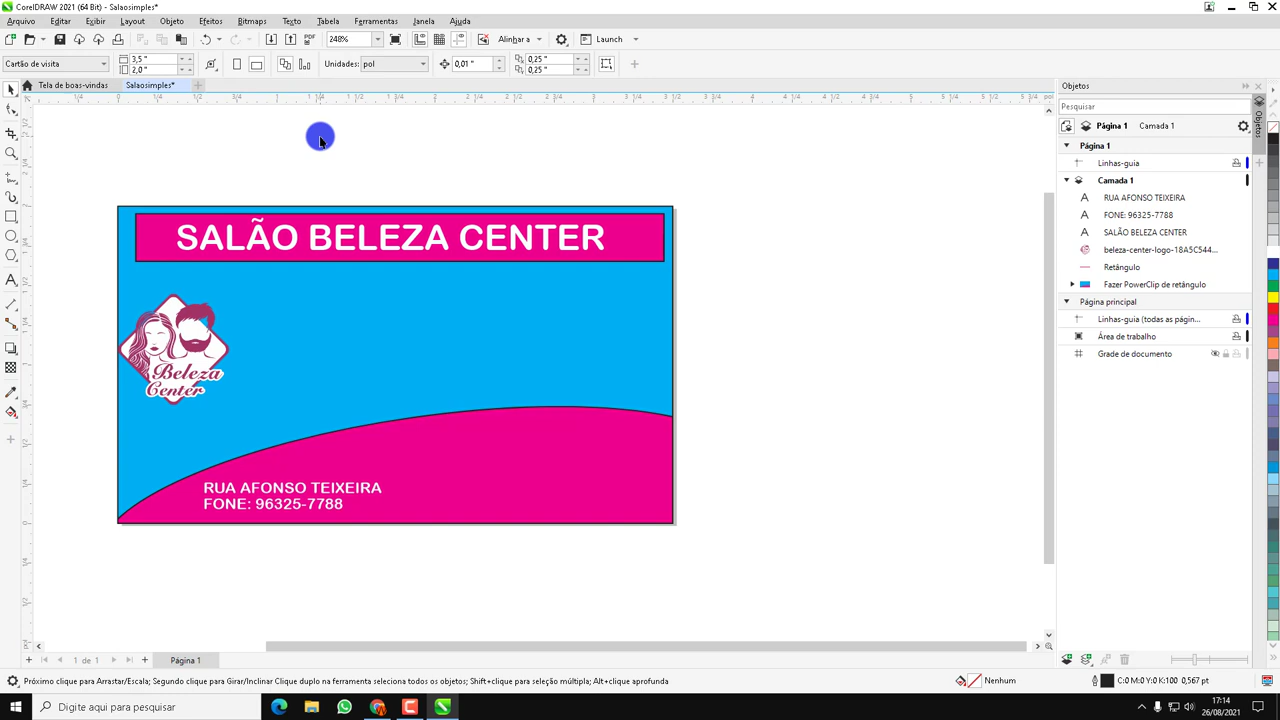 CorelDRAW 2021 (64 Bit) - Salaosimples*
Arquivo Editar Exibir Layout Objeto Efeitos Bitmaps Texto Tabela Ferramentas Janela Ajuda
PDF 248% Alinhar a Launch
Cartão de visita 3,5 " 2,0 " Unidades: pol 0,01 " 0,25 " 0,25 "
Tela de boas-vindas Salaosimples*
SALÃO BELEZA CENTER
Beleza
Center
RUA AFONSO TEIXEIRA
FONE: 96325-7788
Objetos
Pesquisar
Página 1 Camada 1
Página 1
Linhas-guia
Camada 1
RUA AFONSO TEIXEIRA
FONE: 96325-7788
SALÃO BELEZA CENTER
beleza-center-logo-18A5C544...
Retângulo
Fazer PowerClip de retângulo
Página principal
Linhas-guia (todas as págin...
Área de trabalho
Grade de documento
Objetos
1 de 1 Página 1
Próximo clique para Arrastar/Escala; Segundo clique para Girar/Inclinar Clique duplo na ferramenta seleciona todos os objetos; Shift+clique para seleção múltipla; Alt+clique aprofunda
Nenhum C:0 M:0 Y:0 K:100 0,567 pt
Digite aqui para pesquisar
17:14
26/08/2021